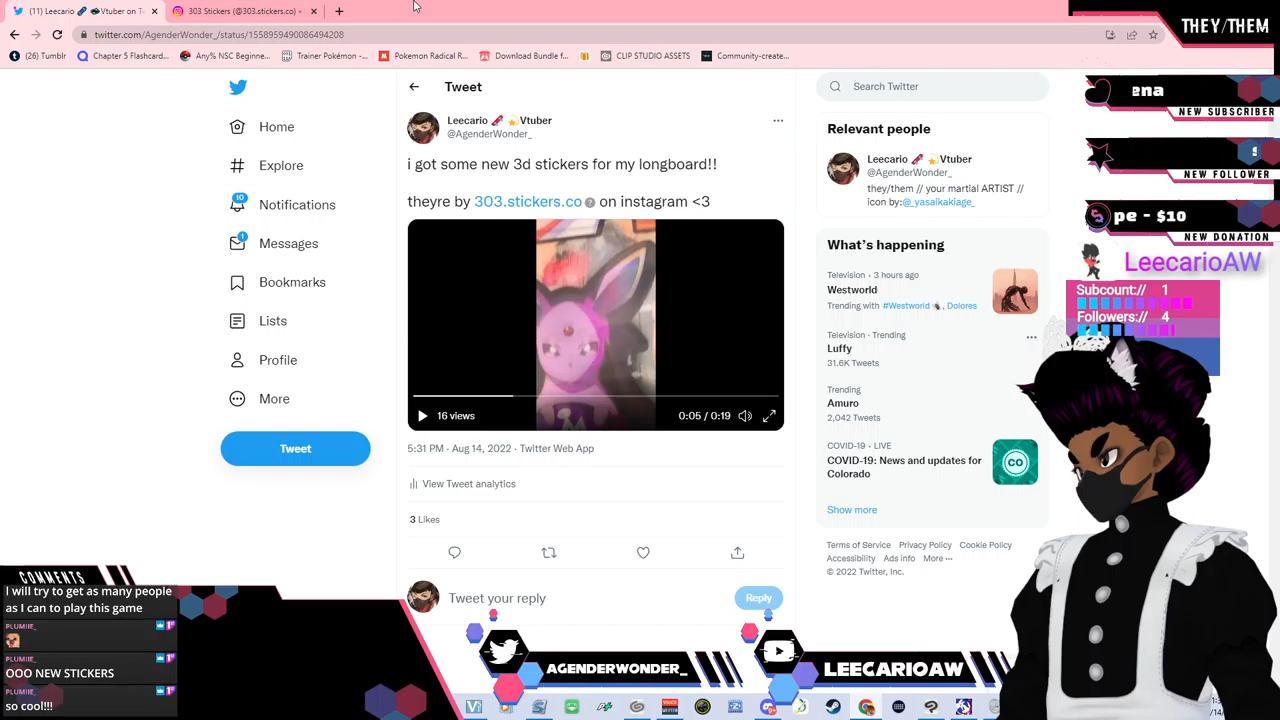 (11) Leecario 🧷 🐲Vtuber on T
303 Stickers (@303.stickers.co) •
twitter.com/AgenderWonder_/status/1558959490086494208
(26) Tumblr
Chapter 5 Flashcard...
Any% NSC Beginne...
Trainer Pokémon -...
Pokemon Radical R...
Download Bundle f...
CLIP STUDIO ASSETS
Community-create...
THEY/THEM
ena
NEW SUBSCRIBER
NEW FOLLOWER
pe - $10
NEW DONATION
LeecarioAW
Subcount:// 1
Followers:// 4
Home
Explore
10
Notifications
1
Messages
Bookmarks
Lists
Profile
More
Tweet
Tweet
Leecario 🧷 💫Vtuber
@AgenderWonder_
i got some new 3d stickers for my longboard!!
theyre by 303.stickers.co on instagram <3
16 views
0:05 / 0:19
5:31 PM · Aug 14, 2022 · Twitter Web App
View Tweet analytics
3 Likes
Tweet your reply
Reply
Search Twitter
Relevant people
Leecario 🧷 💫Vtuber
@AgenderWonder_
they/them // your martial ARTIST //
icon by:@_yasaikakiage_
What's happening
Television · 3 hours ago
Westworld
Trending with #Westworld, Dolores
Television · Trending
Luffy
31.6K Tweets
Trending
Amuro
2,042 Tweets
COVID-19 · LIVE
COVID-19: News and updates for
Colorado
CO
Show more
Terms of Service Privacy Policy Cookie Policy
Accessibility Ads info More ···
© 2022 Twitter, Inc.
COMMENTS
I will try to get as many people
as I can to play this game
PLUMIIE_
PLUMIIE_
OOO NEW STICKERS
PLUMIIE_
so cool!!!
AGENDERWONDER_
LEECARIOAW